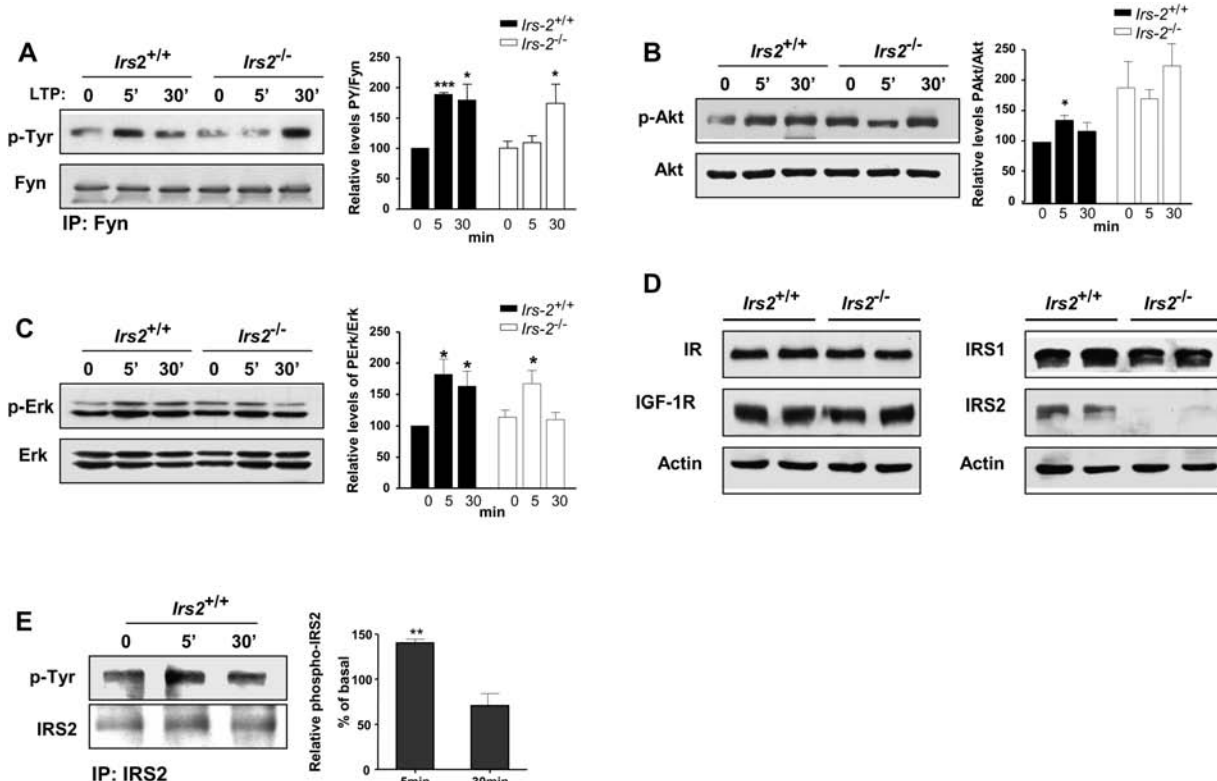 A
Irs2+/+ Irs2-/-
LTP: 0 5’ 30’ 0 5’ 30’
p-Tyr
Fyn
IP: Fyn
Irs-2+/+
Irs-2-/-
Relative levels PY/Fyn
250
200
150
100
50
0
*** * *
0 5 30 0 5 30
min
B
Irs2+/+ Irs2-/-
0 5’ 30’ 0 5’ 30’
p-Akt
Akt
Irs-2+/+
Irs-2-/-
Relative levels PAkt/Akt
250
200
150
100
50
0
*
0 5 30 0 5 30
min
C
Irs2+/+ Irs2-/-
0 5’ 30’ 0 5’ 30’
p-Erk
Erk
Irs-2+/+
Irs-2-/-
Relative levels of PErk/Erk
250
200
150
100
50
0
* * *
0 5 30 0 5 30
min
D
Irs2+/+ Irs2-/-
IR
IGF-1R
Actin
Irs2+/+ Irs2-/-
IRS1
IRS2
Actin
E
Irs2+/+
0 5’ 30’
p-Tyr
IRS2
IP: IRS2
Relative phospho-IRS2
% of basal
150
100
50
0
**
5min 30min